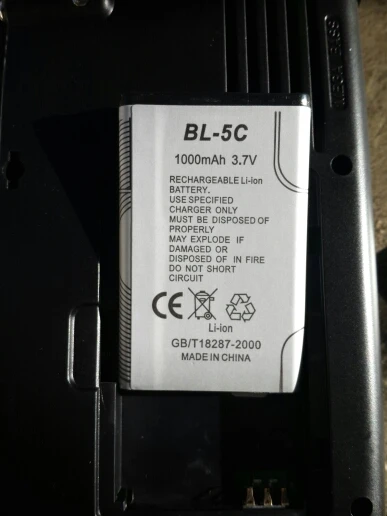 MEGA BASS
BL-5C
1000mAh 3.7V
RECHARGEABLE Li-ion
BATTERY.
USE SPECIFIED
CHARGER ONLY
MUST BE DISPOSED OF
PROPERLY
MAY EXPLODE IF
DAMAGED OR
DISPOSED OF IN FIRE
DO NOT SHORT
CIRCUIT
CE
Li-ion
GB/T18287-2000
MADE IN CHINA